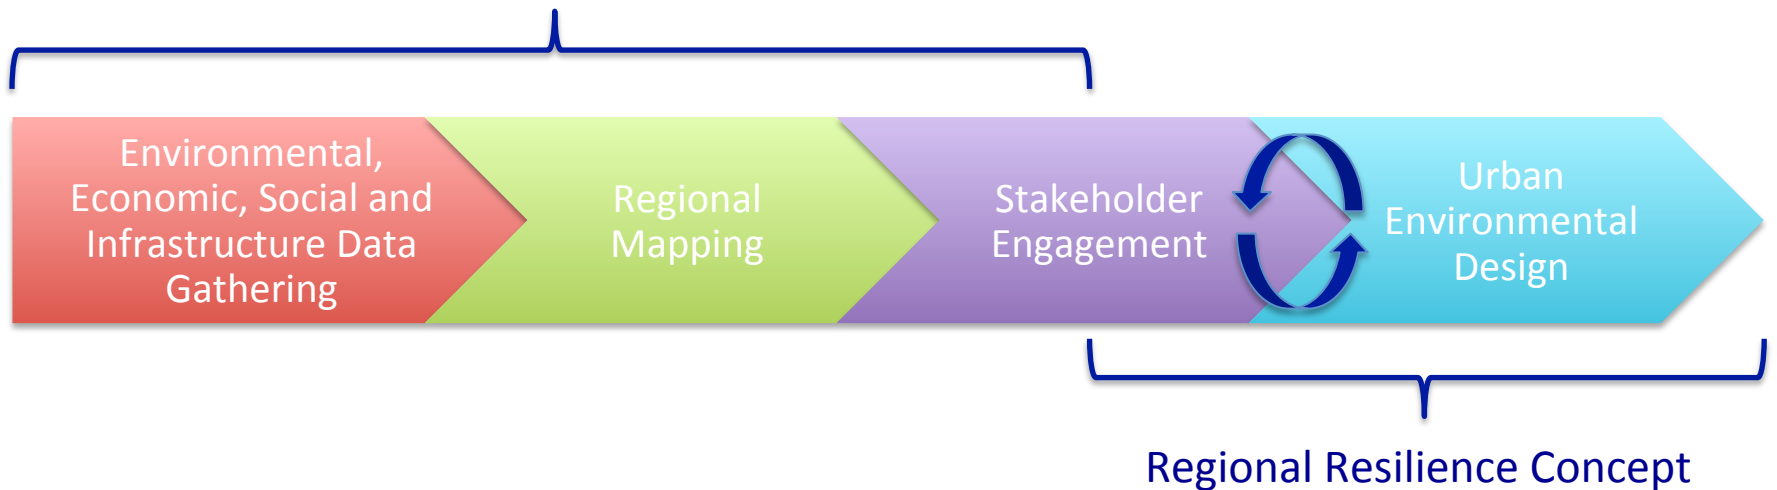 Environmental,
Economic, Social and
Infrastructure Data
Gathering
Regional
Mapping
Stakeholder
Engagement
Urban
Environmental
Design
Regional Resilience Concept